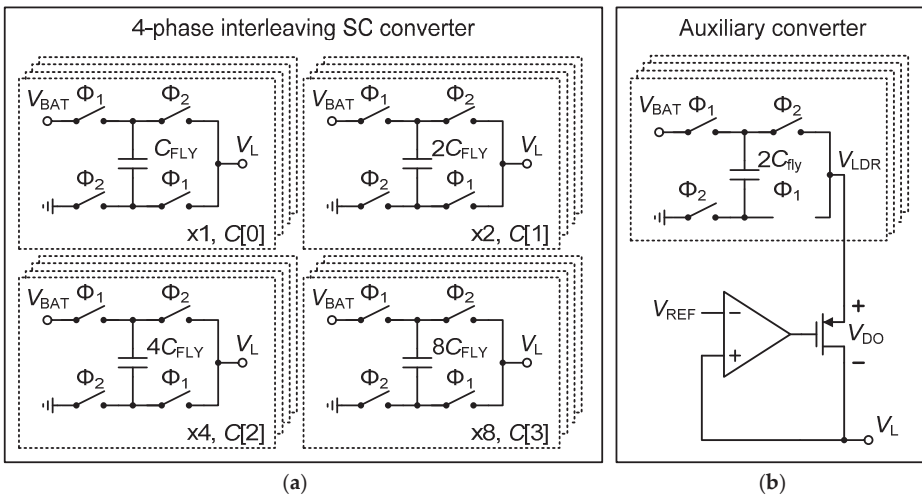 4-phase interleaving SC converter
Φ1 Φ2
VBAT
CFLY
VL
Φ2 Φ1
x1, C[0]
Φ1 Φ2
VBAT
2CFLY
VL
Φ2 Φ1
x2, C[1]
Φ1 Φ2
VBAT
4CFLY
VL
Φ2 Φ1
x4, C[2]
Φ1 Φ2
VBAT
8CFLY
VL
Φ2 Φ1
x8, C[3]
(a)
Auxiliary converter
Φ1 Φ2
VBAT
2Cfly
VLDR
Φ2 Φ1
VREF
−
+
+
VDO
−
VL
(b)